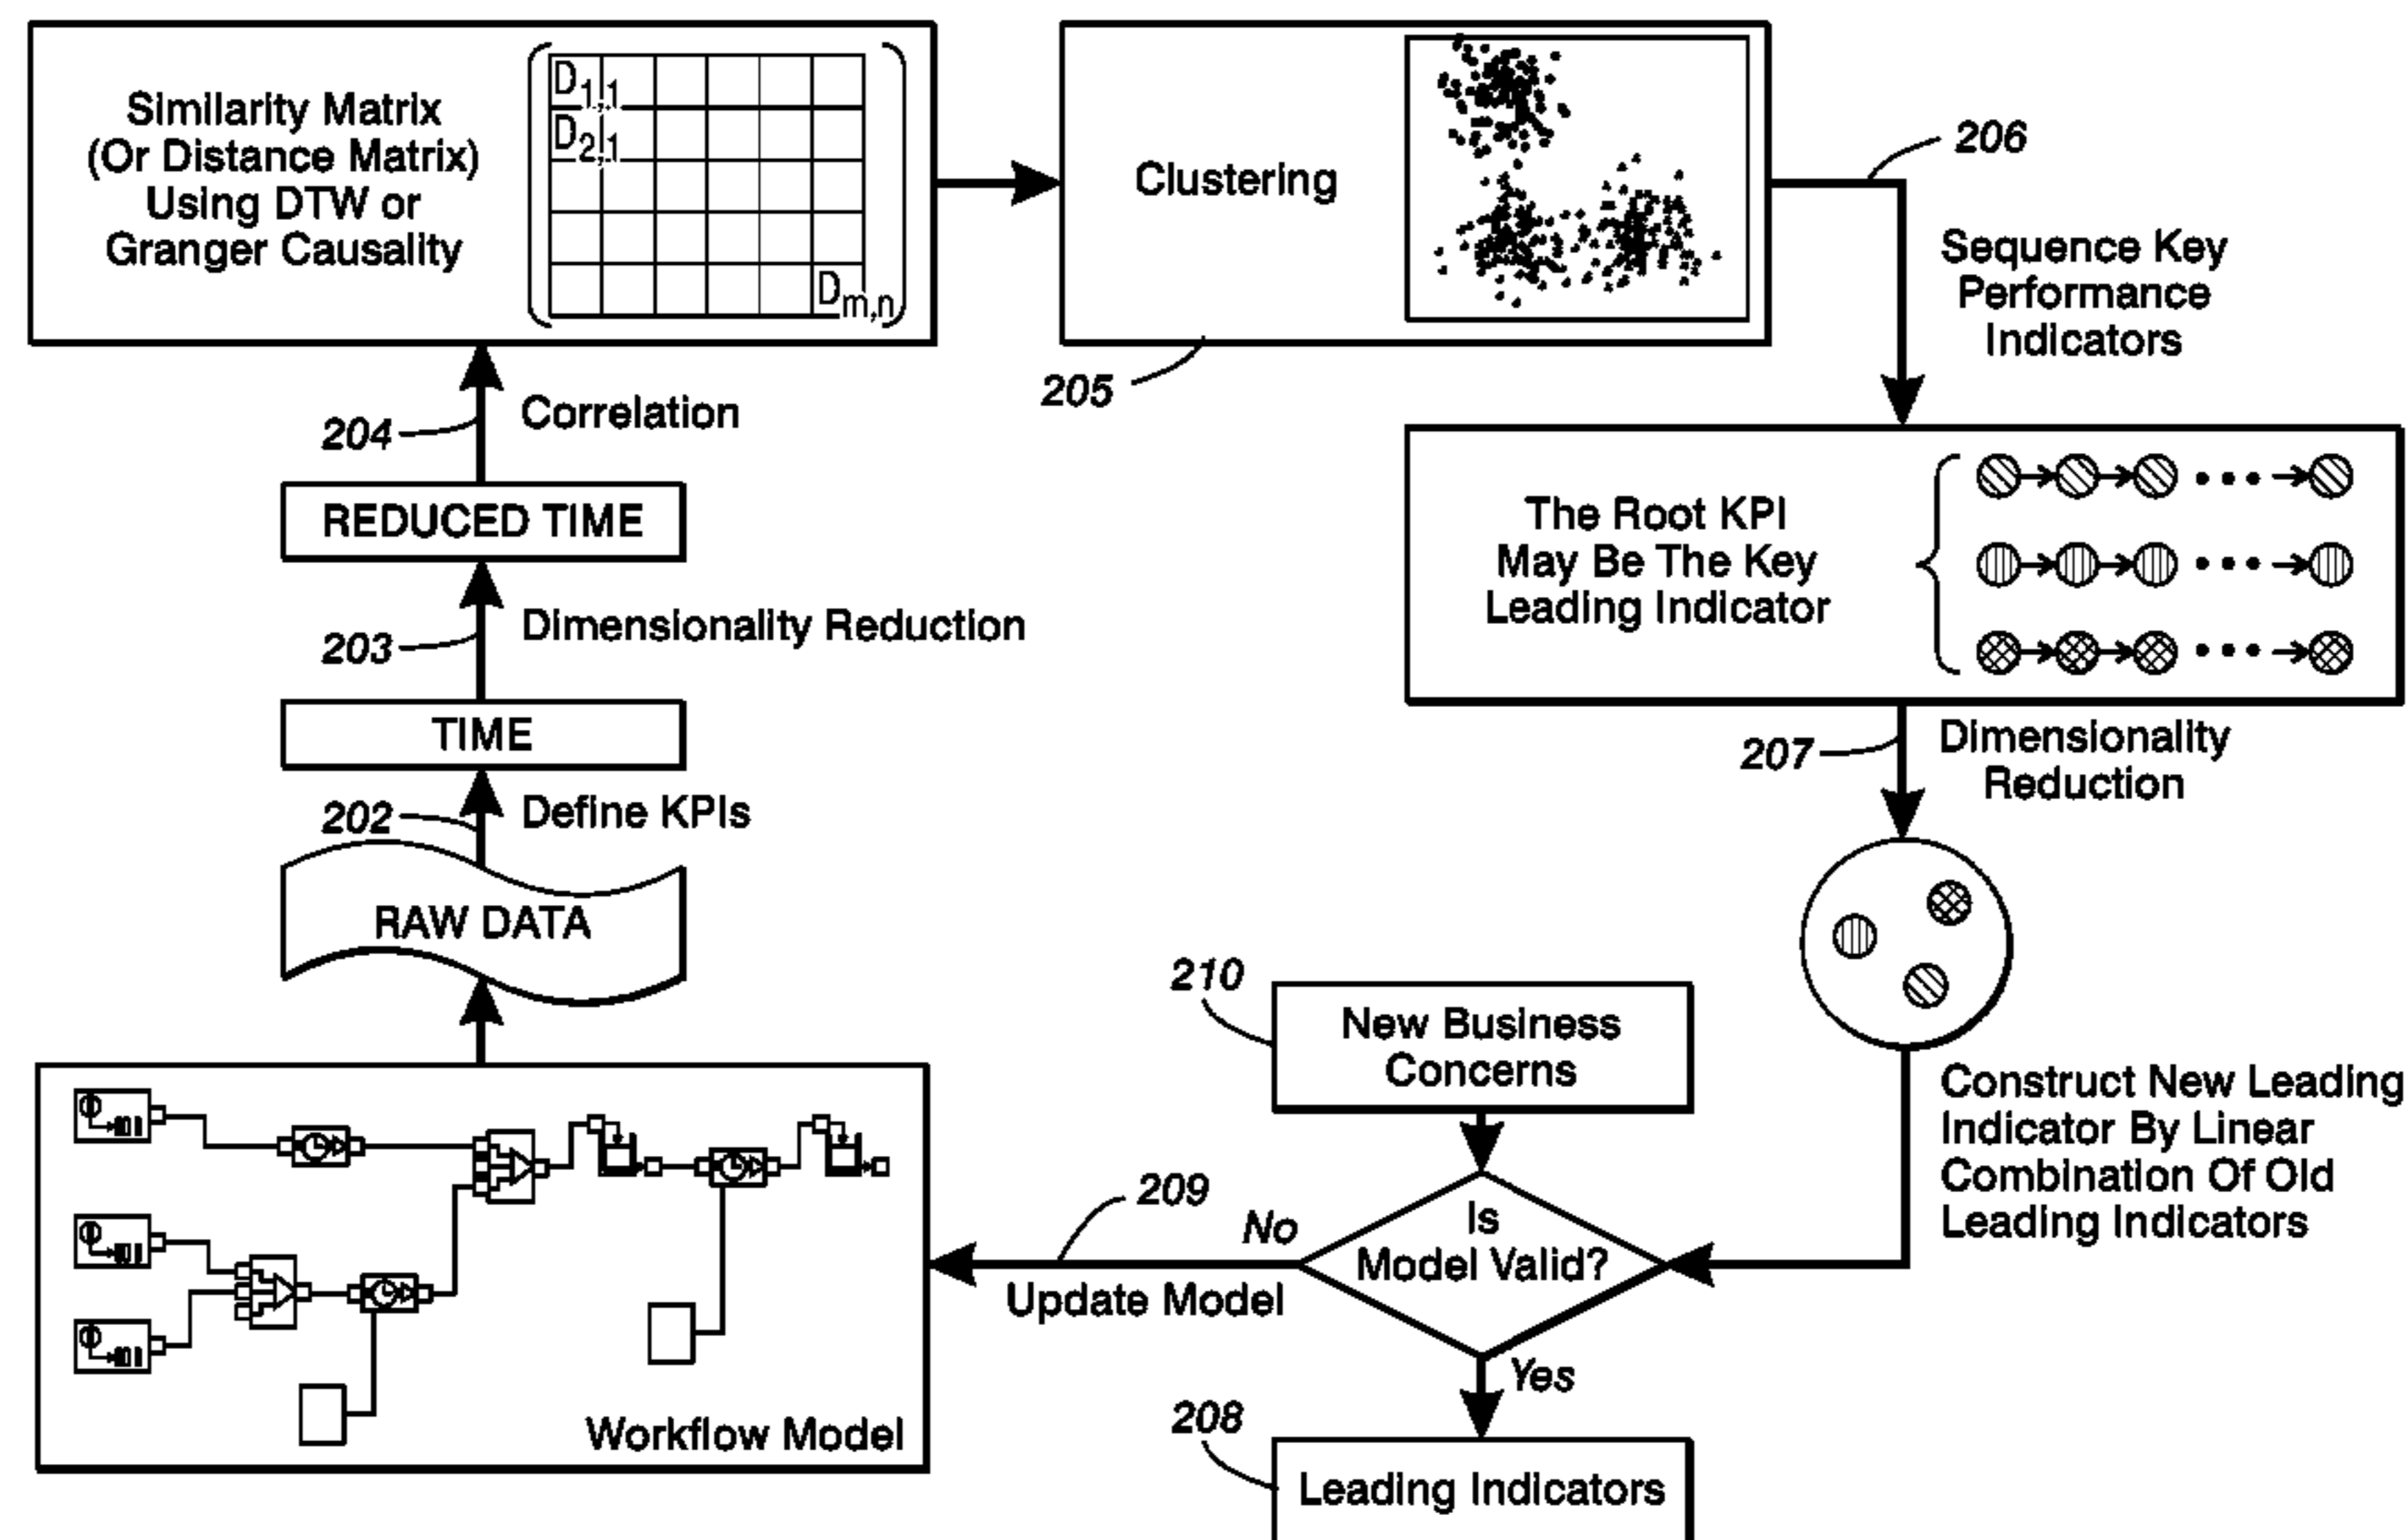 Similarity Matrix
(Or Distance Matrix)
Using DTW or
Granger Causality
D1,1
D2,1
Dm,n
Clustering
205
206
Sequence Key
Performance
Indicators
204
Correlation
REDUCED TIME
203
Dimensionality Reduction
TIME
202
Define KPIs
RAW DATA
The Root KPI
May Be The Key
Leading Indicator
207
Dimensionality
Reduction
Construct New Leading
Indicator By Linear
Combination Of Old
Leading Indicators
210
New Business
Concerns
Is
Model Valid?
No
209
Update Model
Yes
208
Leading Indicators
Workflow Model